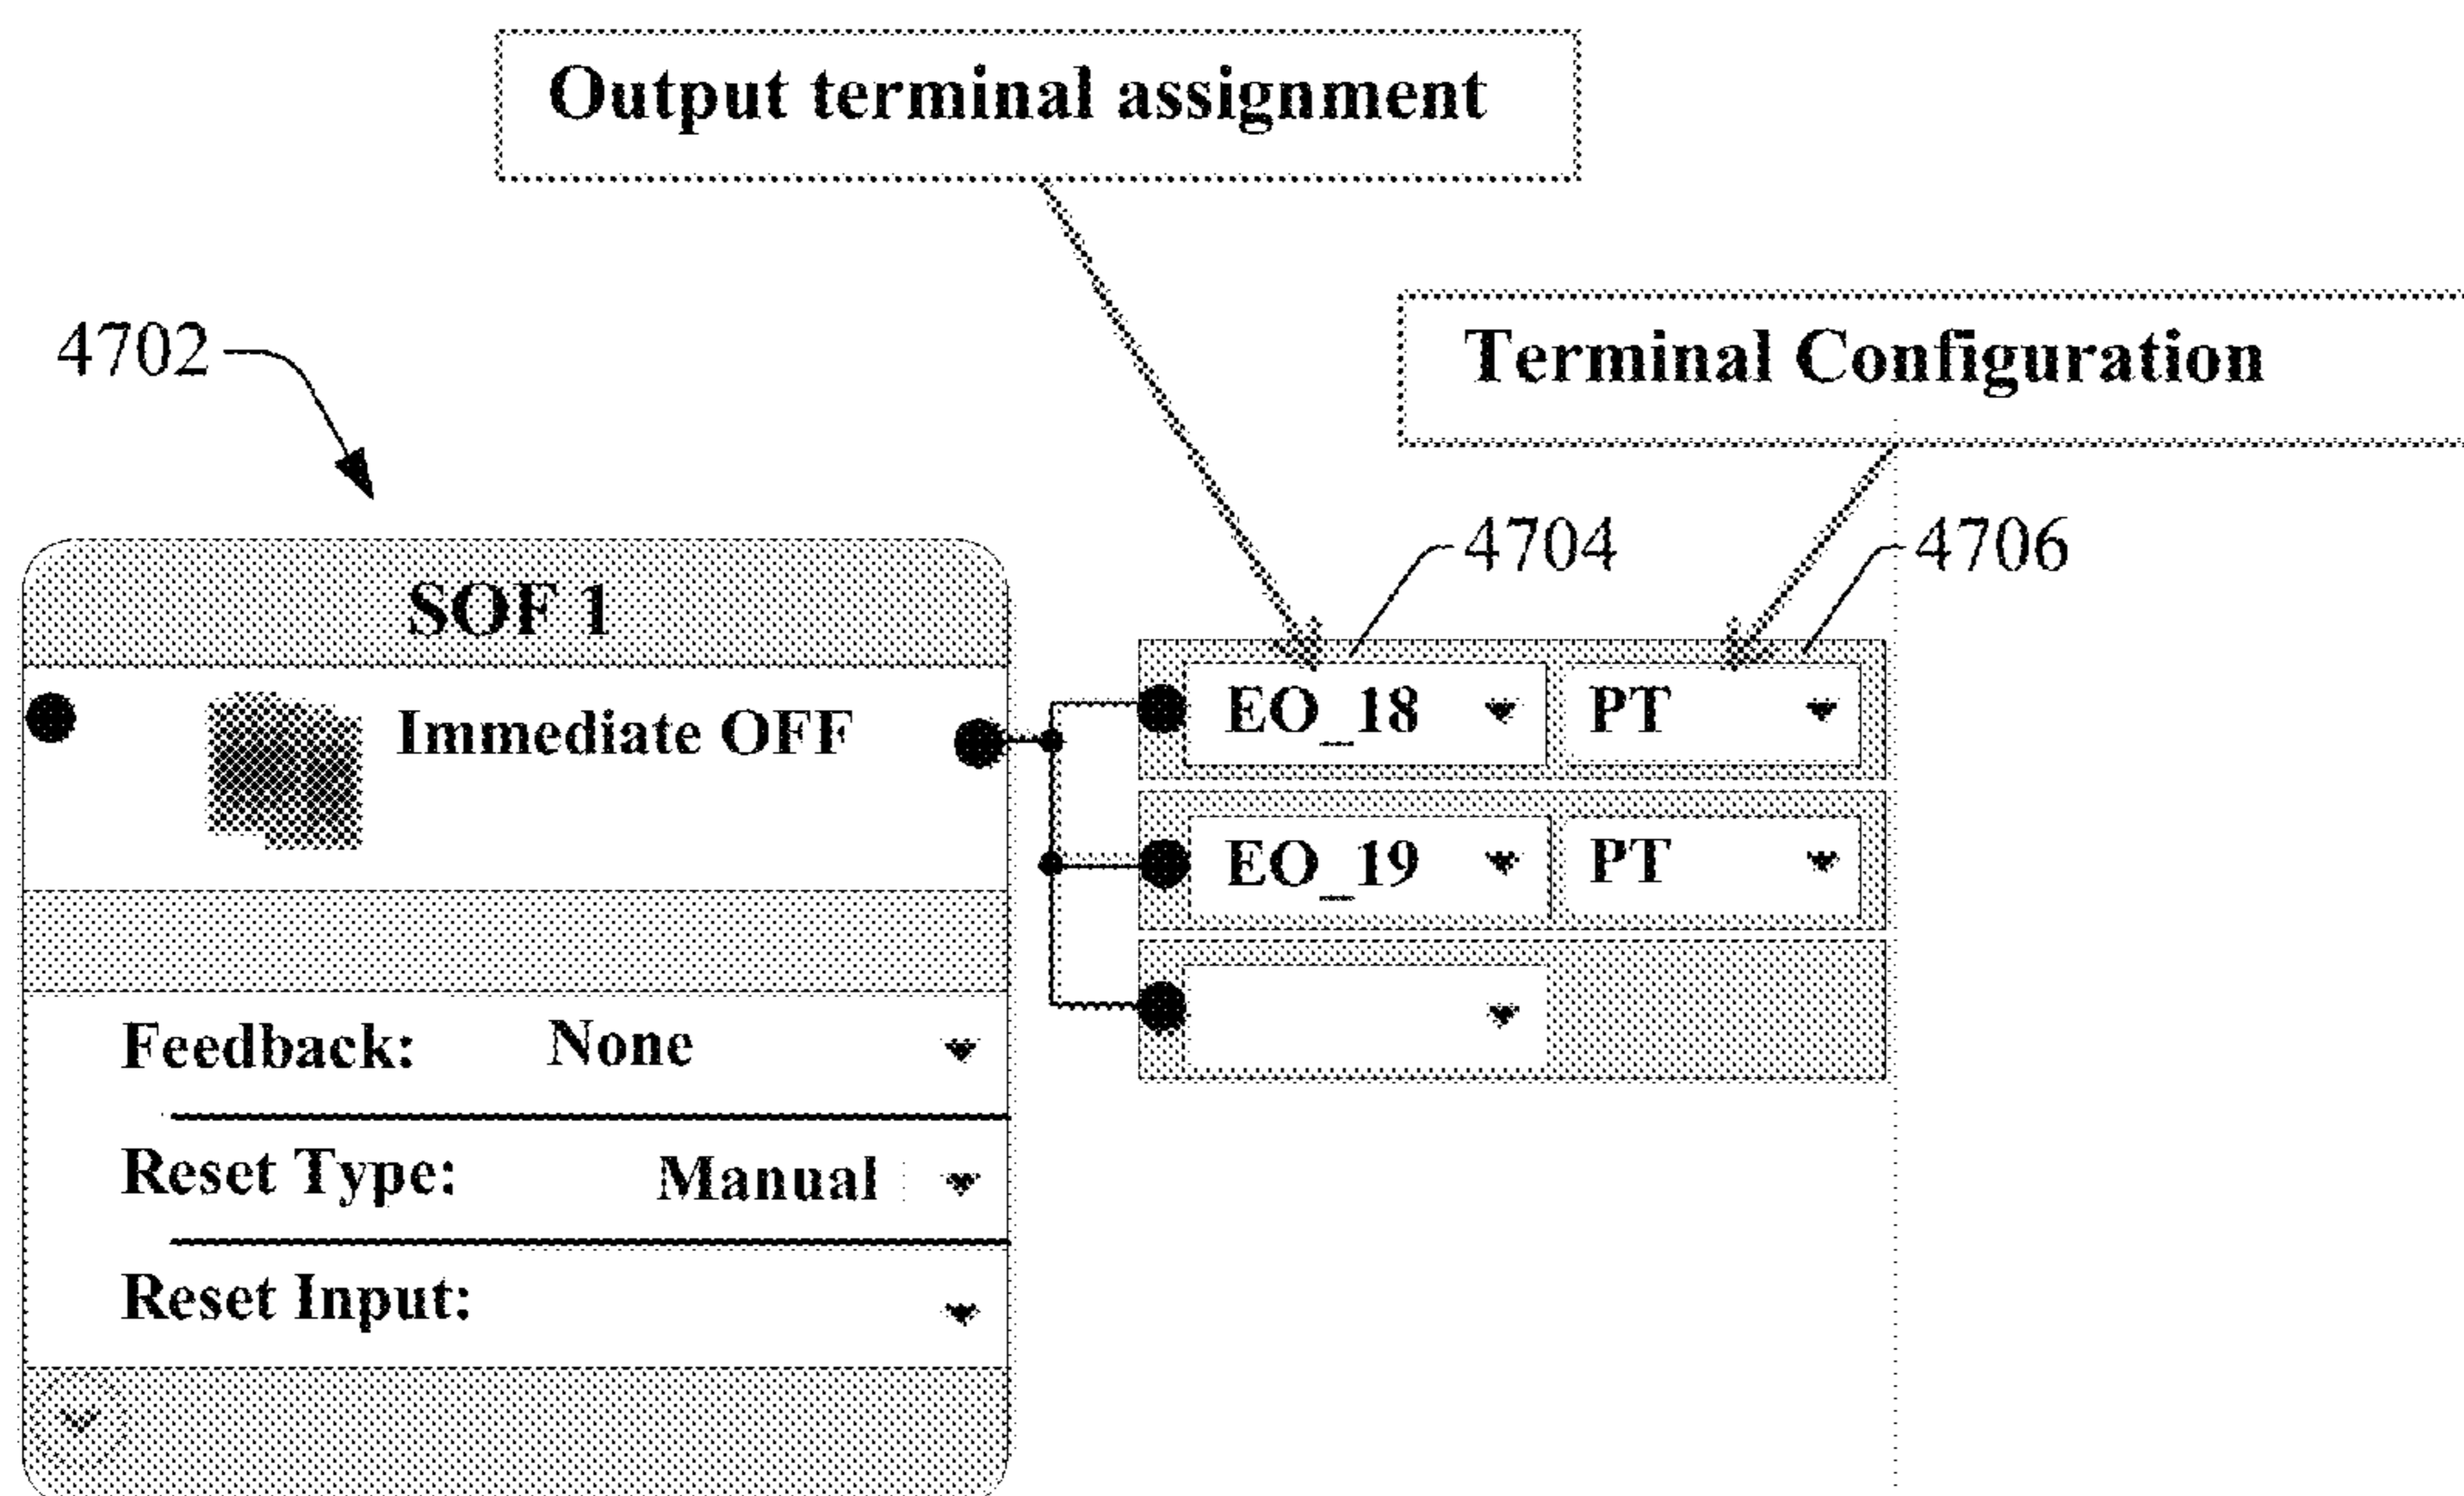 Output terminal assignment
Terminal Configuration
4702
4704
4706
SOF 1
Immediate OFF
EO_18
PT
EO_19
PT
Feedback: None
Reset Type: Manual
Reset Input: